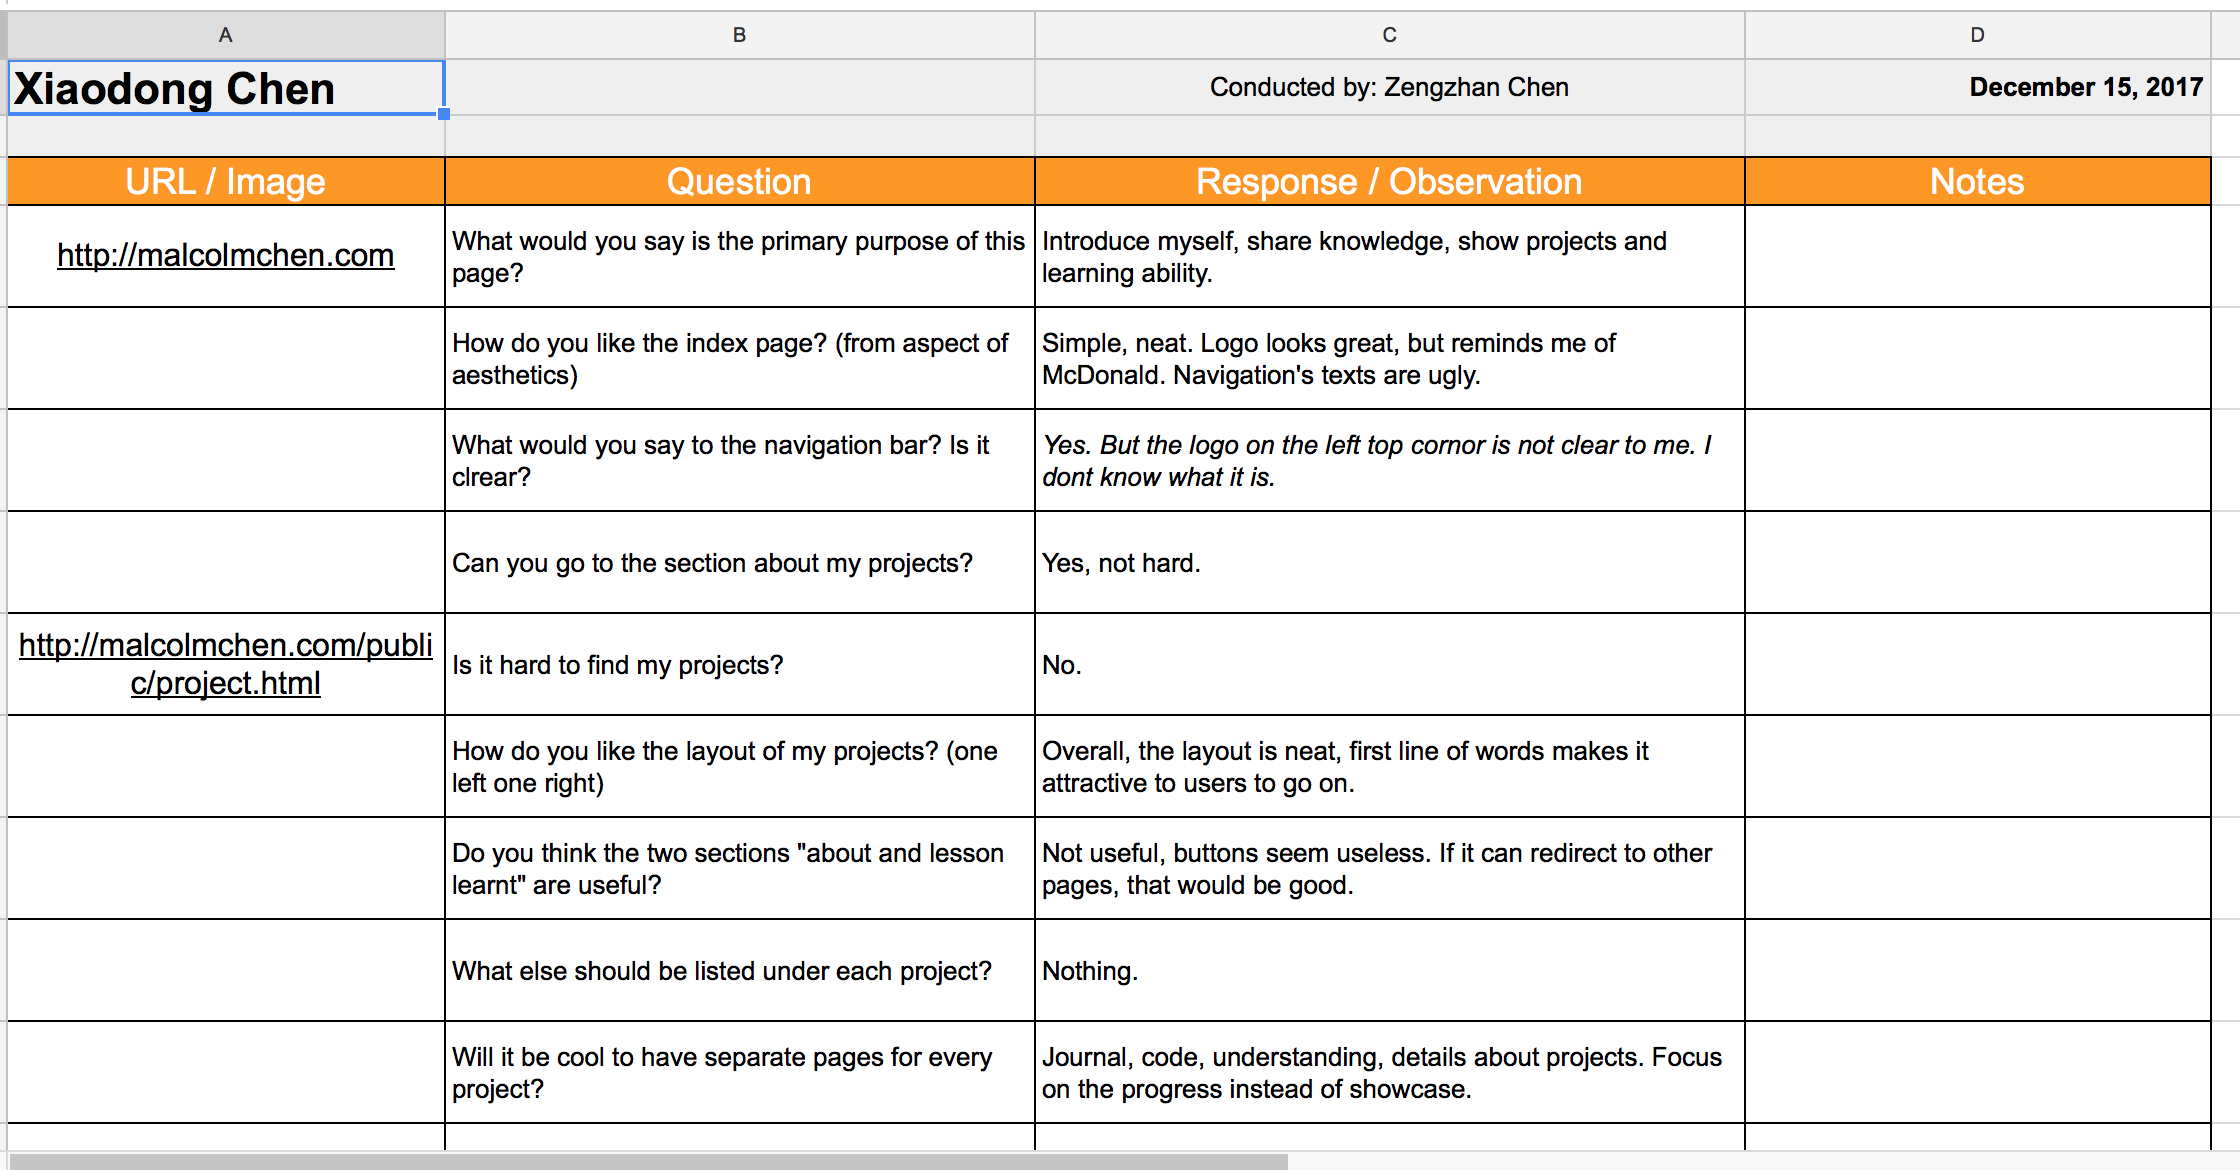 A B C D
Xiaodong Chen Conducted by: Zengzhan Chen December 15, 2017
URL / Image Question Response / Observation Notes
http://malcolmchen.com
What would you say is the primary purpose of this
page?
Introduce myself, share knowledge, show projects and
learning ability.
How do you like the index page? (from aspect of
aesthetics)
Simple, neat. Logo looks great, but reminds me of
McDonald. Navigation's texts are ugly.
What would you say to the navigation bar? Is it
clrear?
Yes. But the logo on the left top cornor is not clear to me. I
dont know what it is.
Can you go to the section about my projects?
Yes, not hard.
http://malcolmchen.com/publi
c/project.html
Is it hard to find my projects?
No.
How do you like the layout of my projects? (one
left one right)
Overall, the layout is neat, first line of words makes it
attractive to users to go on.
Do you think the two sections "about and lesson
learnt" are useful?
Not useful, buttons seem useless. If it can redirect to other
pages, that would be good.
What else should be listed under each project?
Nothing.
Will it be cool to have separate pages for every
project?
Journal, code, understanding, details about projects. Focus
on the progress instead of showcase.